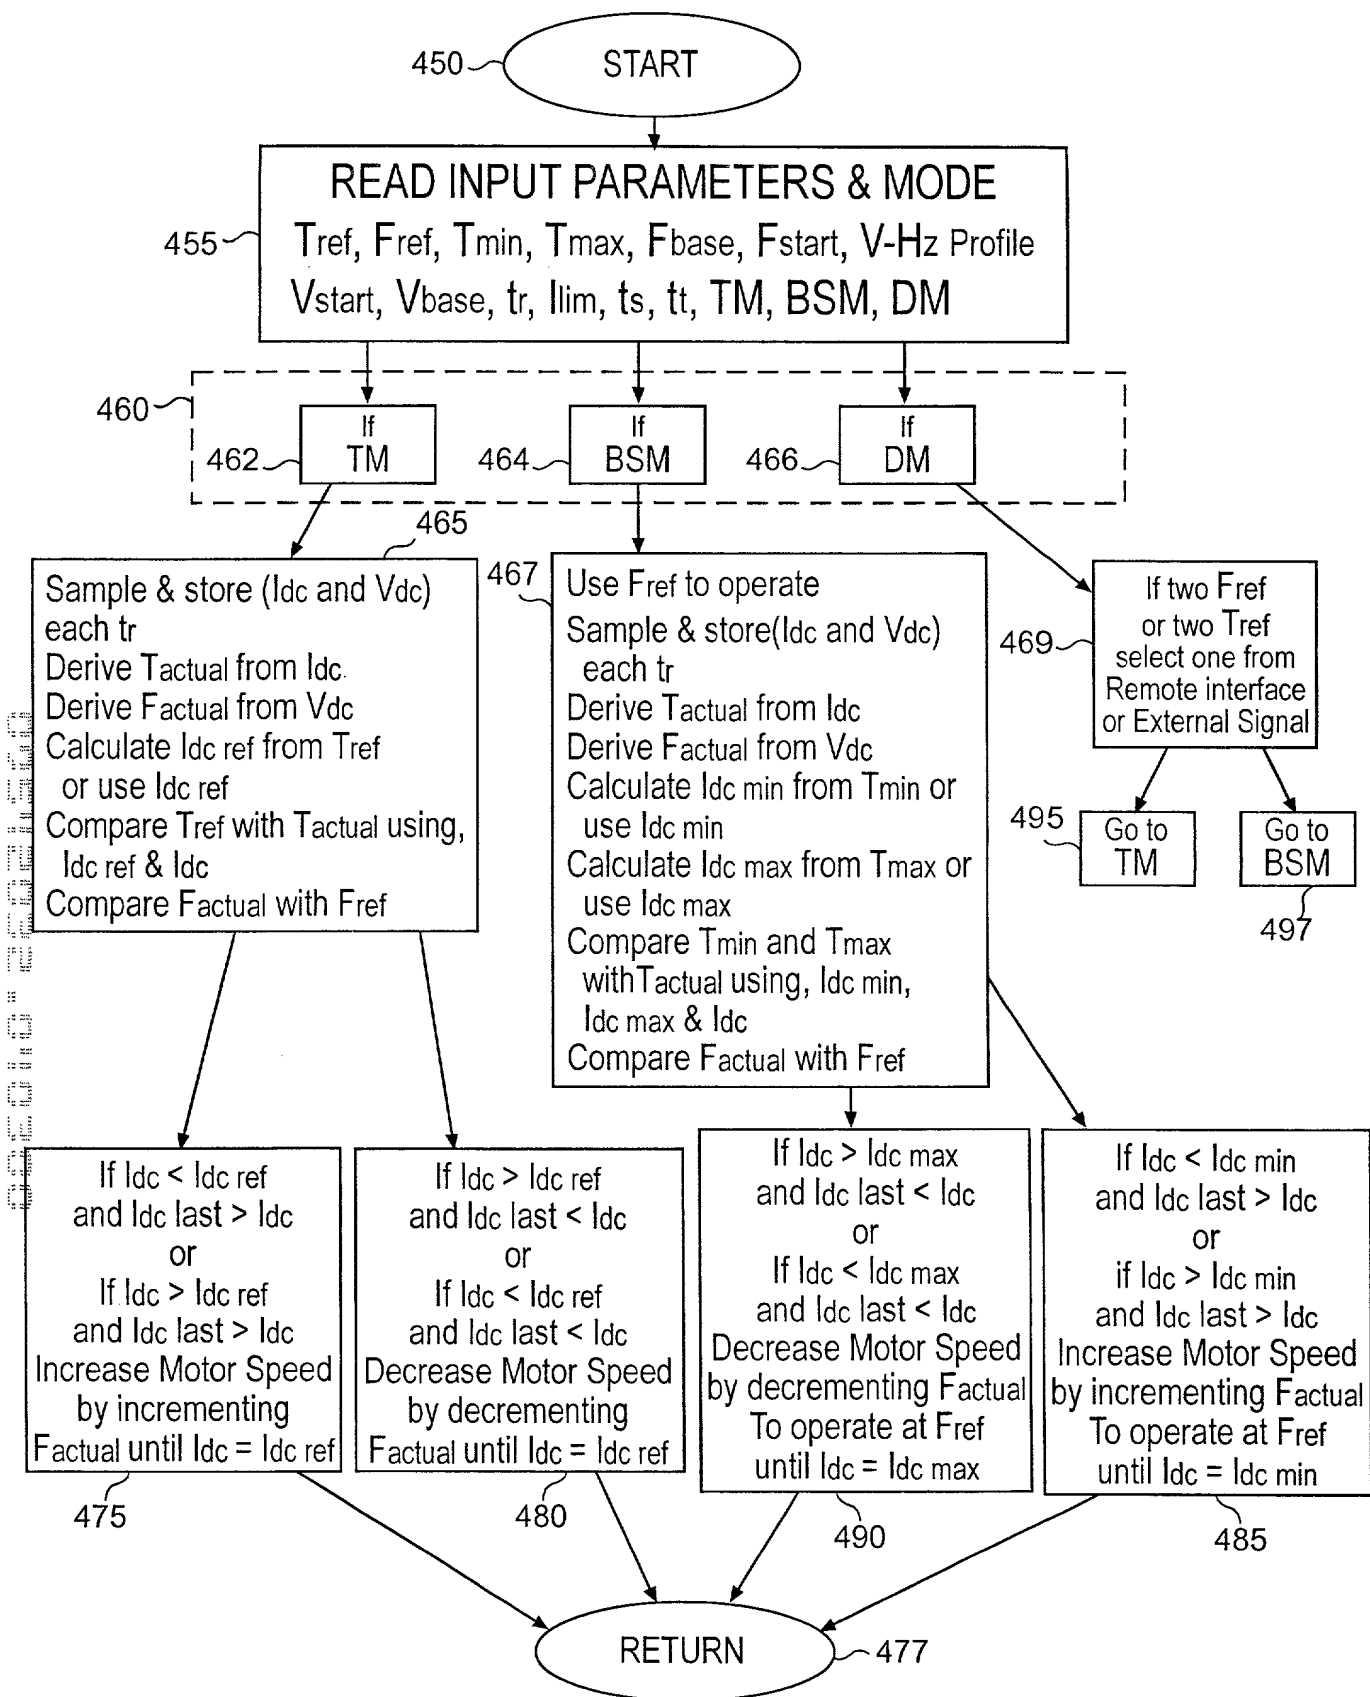 450
START
READ INPUT PARAMETERS & MODE
455
Tref, Fref, Tmin, Tmax, Fbase, Fstart, V-Hz Profile
Vstart, Vbase, tr, Ilim, ts, tt, TM, BSM, DM
460
462
If
TM
464
If
BSM
466
If
DM
465
Sample & store (Idc and Vdc)
each tr
Derive Tactual from Idc.
Derive Factual from Vdc
Calculate Idc ref from Tref
or use Idc ref
Compare Tref with Tactual using,
Idc ref & Idc
Compare Factual with Fref
467
Use Fref to operate
Sample & store(Idc and Vdc)
each tr
Derive Tactual from Idc
Derive Factual from Vdc
Calculate Idc min from Tmin or
use Idc min
Calculate Idc max from Tmax or
use Idc max
Compare Tmin and Tmax
withTactual using, Idc min,
Idc max & Idc
Compare Factual with Fref
469
If two Fref
or two Tref
select one from
Remote interface
or External Signal
495
Go to
TM
Go to
BSM
497
If Idc < Idc ref
and Idc last > Idc
or
If Idc > Idc ref
and Idc last > Idc
Increase Motor Speed
by incrementing
Factual until Idc = Idc ref
475
If Idc > Idc ref
and Idc last < Idc
or
If Idc < Idc ref
and Idc last < Idc
Decrease Motor Speed
by decrementing
Factual until Idc = Idc ref
480
If Idc > Idc max
and Idc last < Idc
or
If Idc < Idc max
and Idc last < Idc
Decrease Motor Speed
by decrementing Factual
To operate at Fref
until Idc = Idc max
490
If Idc < Idc min
and Idc last > Idc
or
if Idc > Idc min
and Idc last > Idc
Increase Motor Speed
by incrementing Factual
To operate at Fref
until Idc = Idc min
485
RETURN
477